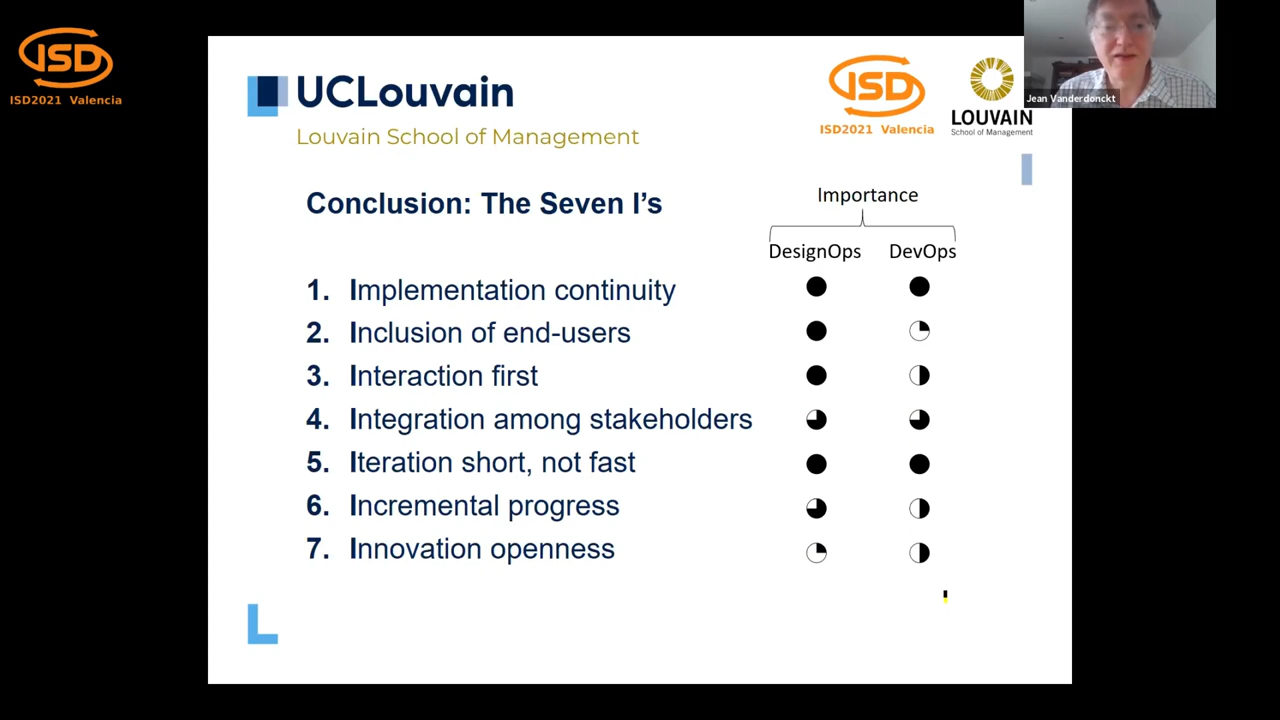 ISD
ISD2021 Valencia
UCLouvain
Louvain School of Management
ISD
ISD2021 Valencia
LOUVAIN
School of Management
Jean Vanderdonckt
Conclusion: The Seven I's
Importance
DesignOps DevOps
1. Implementation continuity
2. Inclusion of end-users
3. Interaction first
4. Integration among stakeholders
5. Iteration short, not fast
6. Incremental progress
7. Innovation openness